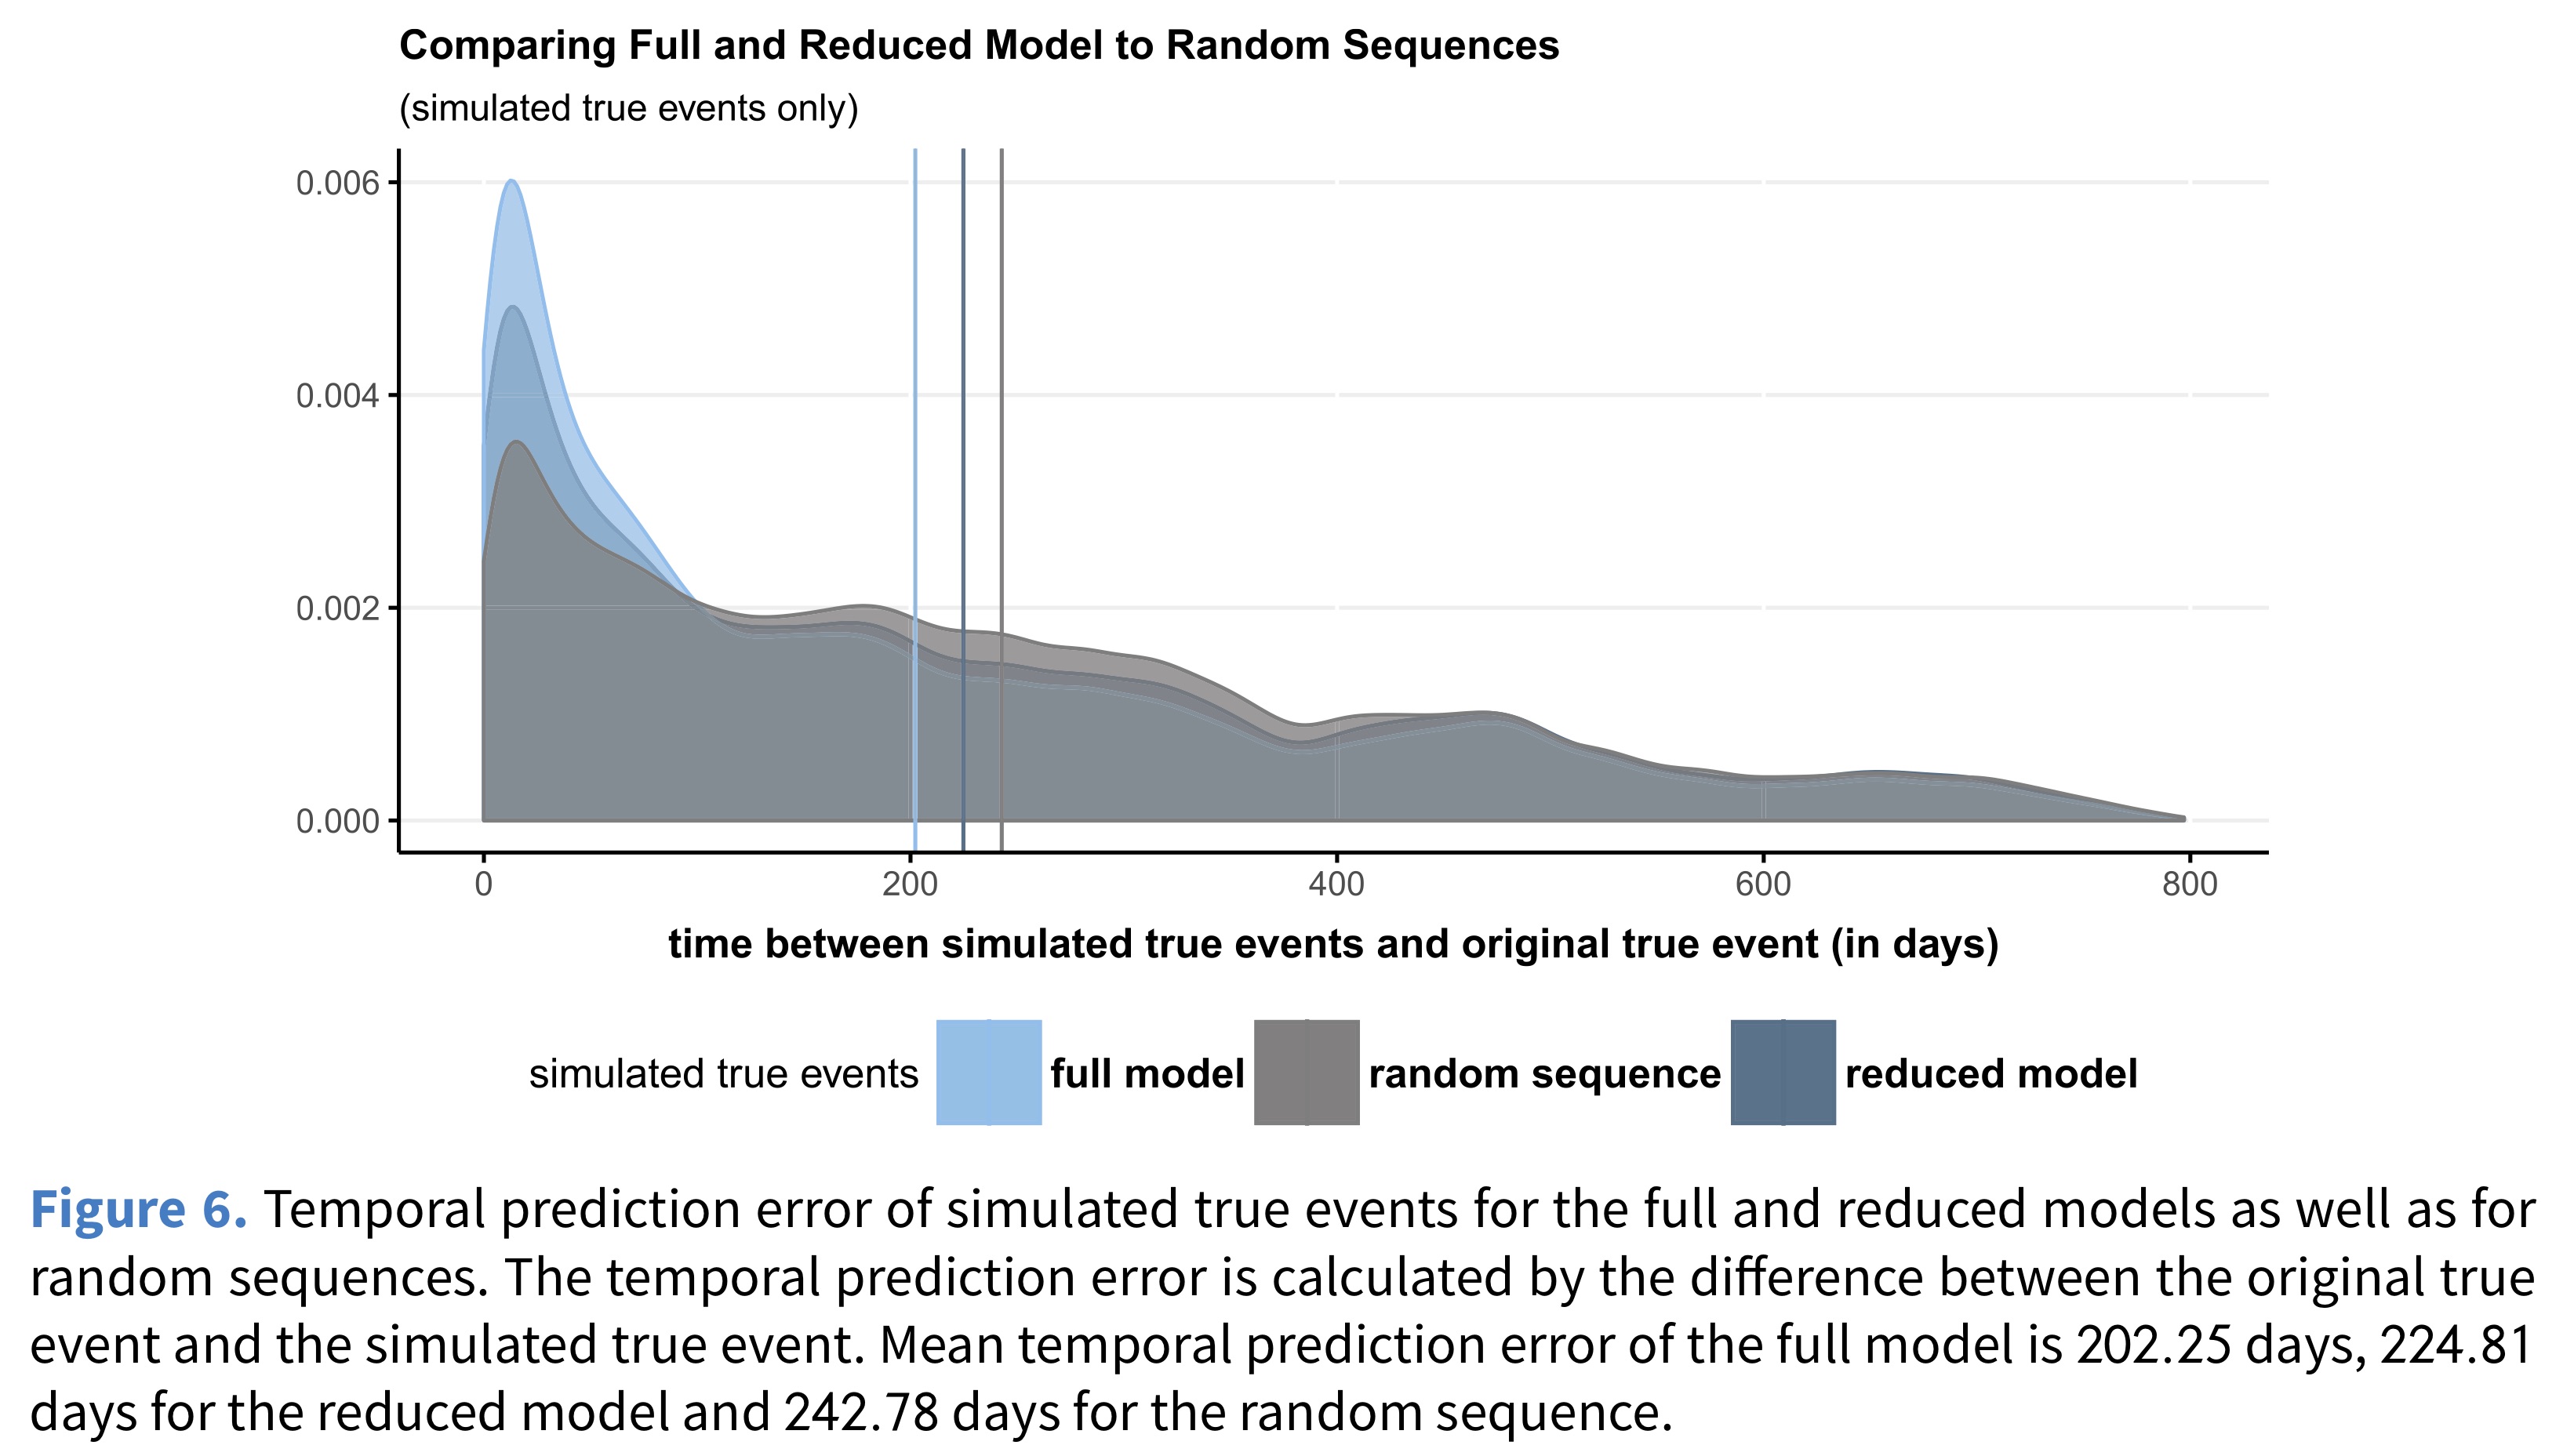 Comparing Full and Reduced Model to Random Sequences
(simulated true events only)
0.006
0.004
0.002
0.000
0 200 400 600 800
time between simulated true events and original true event (in days)
simulated true events full model random sequence reduced model
Figure 6. Temporal prediction error of simulated true events for the full and reduced models as well as for
random sequences. The temporal prediction error is calculated by the difference between the original true
event and the simulated true event. Mean temporal prediction error of the full model is 202.25 days, 224.81
days for the reduced model and 242.78 days for the random sequence.